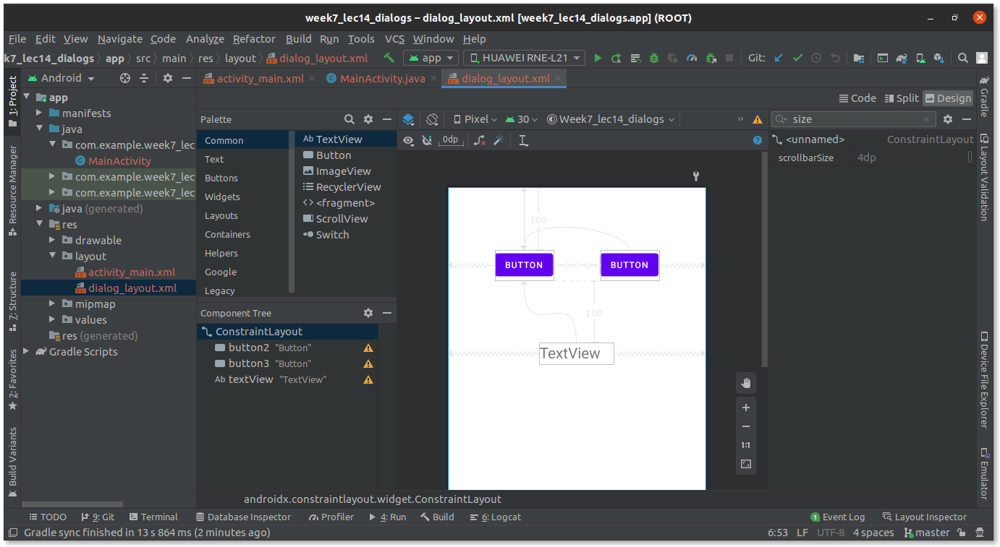 week7_lec14_dialogs – dialog_layout.xml [week7_lec14_dialogs.app] (ROOT)
File Edit View Navigate Code Analyze Refactor Build Run Tools VCS Window Help
k7_lec14_dialogs app src main res layout dialog_layout.xml app HUAWEI RNE-L21 Git:
1: Project
Resource Manager
7: Structure
2: Favorites
Build Variants
Android
app
manifests
java
com.example.week7_lec
MainActivity
com.example.week7_lec
com.example.week7_lec
java (generated)
res
drawable
layout
activity_main.xml
dialog_layout.xml
mipmap
values
res (generated)
Gradle Scripts
activity_main.xml MainActivity.java dialog_layout.xml
Code Split Design
Palette
Common
Text
Buttons
Widgets
Layouts
Containers
Helpers
Google
Legacy
Ab TextView
Button
ImageView
RecyclerView
<> <fragment>
ScrollView
Switch
Component Tree
ConstraintLayout
button2 "Button"
button3 "Button"
Ab textView "TextView"
Pixel 30 Week7_lec14_dialogs »
0dp
?
100
BUTTON BUTTON
100
TextView
1:1
size
<unnamed> ConstraintLayout
scrollbarSize 4dp
Gradle
Layout Validation
Device File Explorer
Emulator
androidx.constraintlayout.widget.ConstraintLayout
TODO 9: Git Terminal Database Inspector Profiler 4: Run Build 6: Logcat 1 Event Log Layout Inspector
Gradle sync finished in 13 s 864 ms (2 minutes ago) 6:53 LF UTF-8 4 spaces master